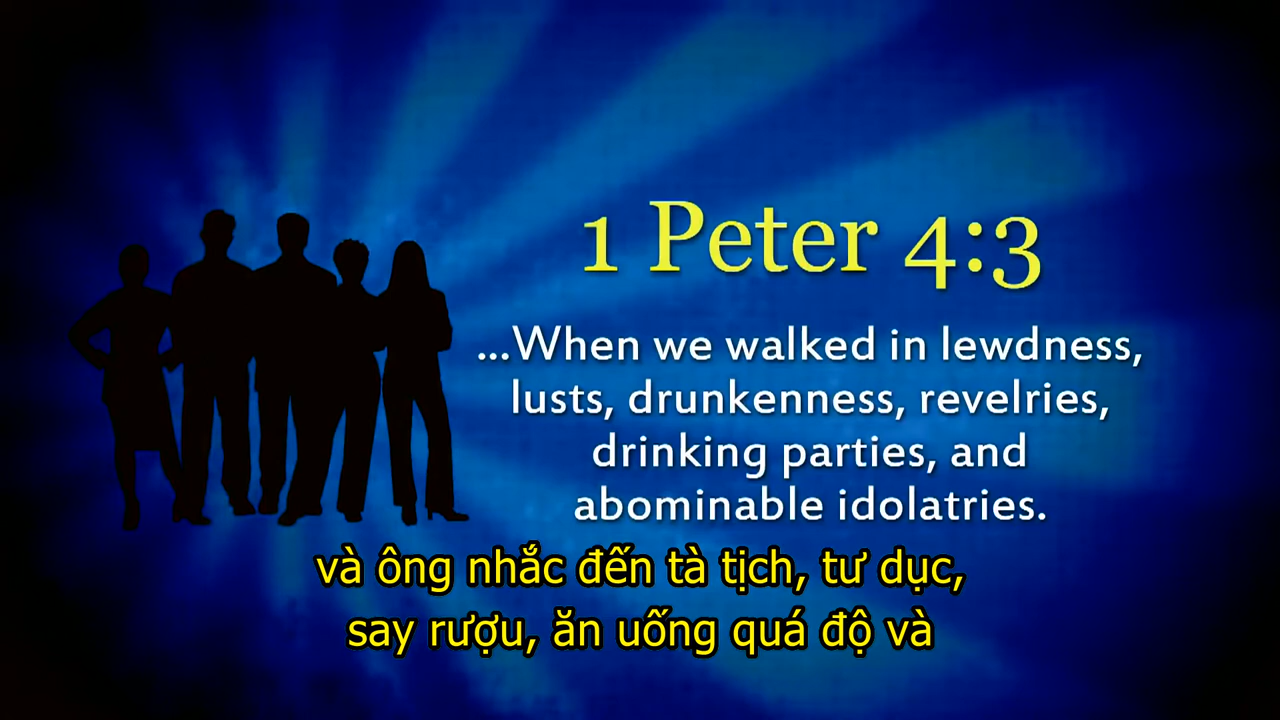 1 Peter 4:3
...When we walked in lewdness,
lusts, drunkenness, revelries,
drinking parties, and
abominable idolatries.
và ông nhắc đến tà tịch, tư dục,
say rượu, ăn uống quá độ và